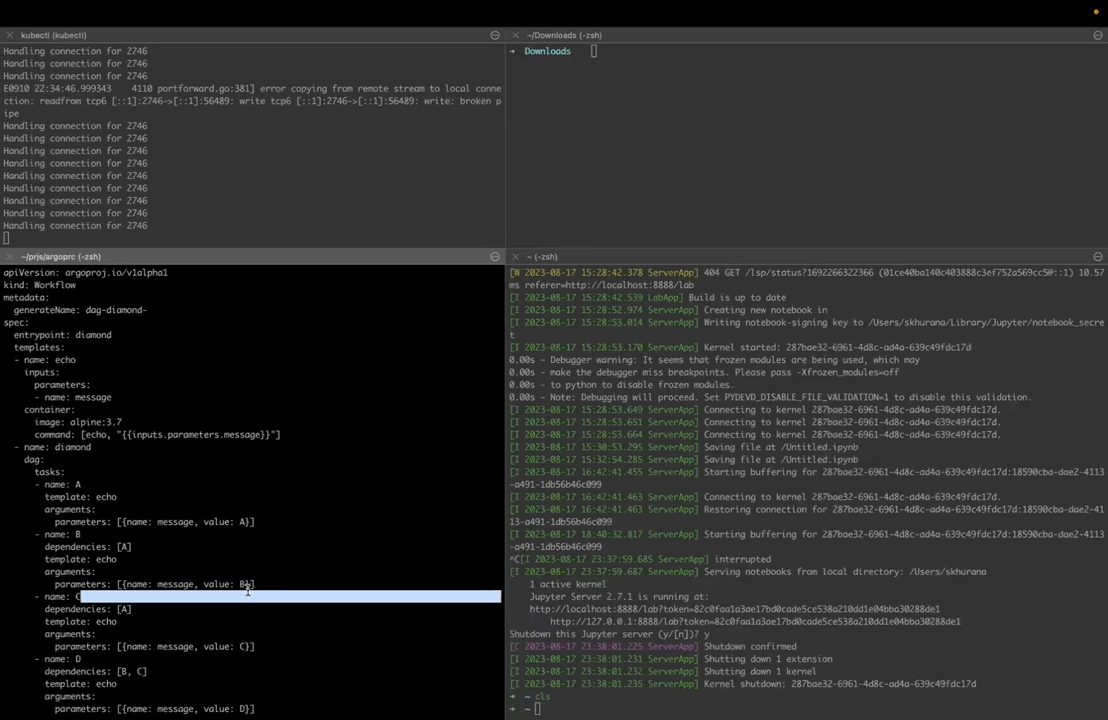 kubectl (kubectl)
Handling connection for 2746
Handling connection for 2746
Handling connection for 2746
E0910 22:34:46.999343    4110 portforward.go:381] error copying from remote stream to local conne
ction: readfrom tcp6 [::1]:2746->[::1]:56489: write tcp6 [::1]:2746->[::1]:56489: write: broken p
ipe
Handling connection for 2746
Handling connection for 2746
Handling connection for 2746
Handling connection for 2746
Handling connection for 2746
Handling connection for 2746
Handling connection for 2746
Handling connection for 2746
Handling connection for 2746
~/Downloads (-zsh)
→ Downloads
~/prjs/argoprc (-zsh)
apiVersion: argoproj.io/v1alpha1
kind: Workflow
metadata:
  generateName: dag-diamond-
spec:
  entrypoint: diamond
  templates:
  - name: echo
    inputs:
      parameters:
      - name: message
    container:
      image: alpine:3.7
      command: [echo, "{{inputs.parameters.message}}"]
  - name: diamond
    dag:
      tasks:
      - name: A
        template: echo
        arguments:
          parameters: [{name: message, value: A}]
      - name: B
        dependencies: [A]
        template: echo
        arguments:
          parameters: [{name: message, value: B}]
      - name: C
        dependencies: [A]
        template: echo
        arguments:
          parameters: [{name: message, value: C}]
      - name: D
        dependencies: [B, C]
        template: echo
        arguments:
          parameters: [{name: message, value: D}]
~ (-zsh)
[W 2023-08-17 15:28:42.378 ServerApp] 404 GET /lsp/status?1692266322366 (01ce40ba140c403888c3ef752a569cc5@::1) 10.57
ms referer=http://localhost:8888/lab
[I 2023-08-17 15:28:42.539 LabApp] Build is up to date
[I 2023-08-17 15:28:52.974 ServerApp] Creating new notebook in
[I 2023-08-17 15:28:53.014 ServerApp] Writing notebook-signing key to /Users/skhurana/Library/Jupyter/notebook_secre
t
[I 2023-08-17 15:28:53.170 ServerApp] Kernel started: 287bae32-6961-4d8c-ad4a-639c49fdc17d
0.00s - Debugger warning: It seems that frozen modules are being used, which may
0.00s - make the debugger miss breakpoints. Please pass -Xfrozen_modules=off
0.00s - to python to disable frozen modules.
0.00s - Note: Debugging will proceed. Set PYDEVD_DISABLE_FILE_VALIDATION=1 to disable this validation.
[I 2023-08-17 15:28:53.649 ServerApp] Connecting to kernel 287bae32-6961-4d8c-ad4a-639c49fdc17d.
[I 2023-08-17 15:28:53.651 ServerApp] Connecting to kernel 287bae32-6961-4d8c-ad4a-639c49fdc17d.
[I 2023-08-17 15:28:53.664 ServerApp] Connecting to kernel 287bae32-6961-4d8c-ad4a-639c49fdc17d.
[I 2023-08-17 15:30:53.295 ServerApp] Saving file at /Untitled.ipynb
[I 2023-08-17 15:32:54.285 ServerApp] Saving file at /Untitled.ipynb
[I 2023-08-17 16:42:41.455 ServerApp] Starting buffering for 287bae32-6961-4d8c-ad4a-639c49fdc17d:18590cba-dae2-4113
-a491-1db56b46c099
[I 2023-08-17 16:42:41.463 ServerApp] Connecting to kernel 287bae32-6961-4d8c-ad4a-639c49fdc17d.
[I 2023-08-17 16:42:41.463 ServerApp] Restoring connection for 287bae32-6961-4d8c-ad4a-639c49fdc17d:18590cba-dae2-41
13-a491-1db56b46c099
[I 2023-08-17 18:40:32.817 ServerApp] Starting buffering for 287bae32-6961-4d8c-ad4a-639c49fdc17d:18590cba-dae2-4113
-a491-1db56b46c099
^C[I 2023-08-17 23:37:59.685 ServerApp] interrupted
[I 2023-08-17 23:37:59.687 ServerApp] Serving notebooks from local directory: /Users/skhurana
    1 active kernel
    Jupyter Server 2.7.1 is running at:
    http://localhost:8888/lab?token=82c0faa1a3ae17bd0cade5ce538a210dd1e04bba30288de1
        http://127.0.0.1:8888/lab?token=82c0faa1a3ae17bd0cade5ce538a210dd1e04bba30288de1
Shutdown this Jupyter server (y/[n])? y
[C 2023-08-17 23:38:01.225 ServerApp] Shutdown confirmed
[I 2023-08-17 23:38:01.231 ServerApp] Shutting down 1 extension
[I 2023-08-17 23:38:01.232 ServerApp] Shutting down 1 kernel
[I 2023-08-17 23:38:01.232 ServerApp] Kernel shutdown: 287bae32-6961-4d8c-ad4a-639c49fdc17d
→ ~ cls
→ ~